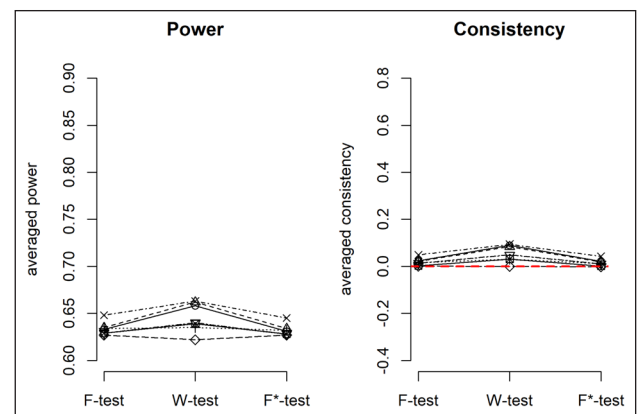 Power
averaged power
0.90
0.85
0.80
0.75
0.70
0.65
0.60
F-test W-test F*-test
Consistency
averaged consistency
0.8
0.6
0.4
0.2
0.0
-0.2
-0.4
F-test W-test F*-test